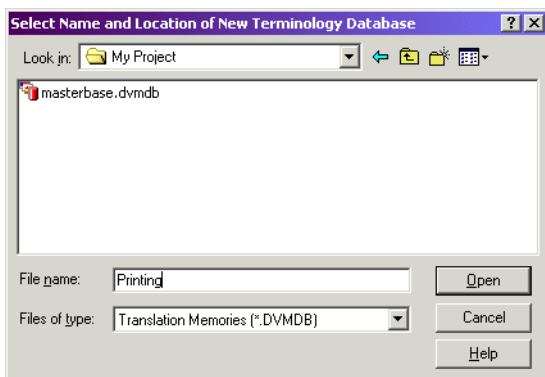 Select Name and Location of New Terminology Database
Look in: My Project
masterbase.dvmdb
File name: Printing Open
Files of type: Translation Memories (*.DVMDB) Cancel
Help